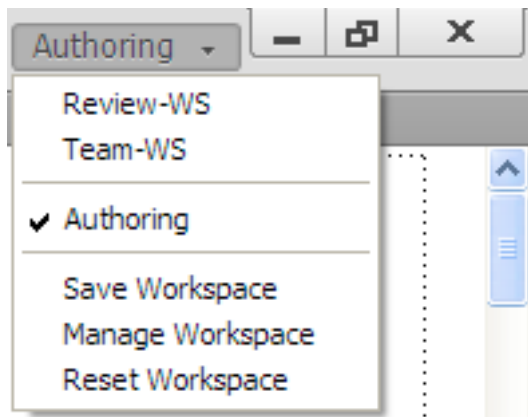 Authoring
Review-WS
Team-WS
Authoring
Save Workspace
Manage Workspace
Reset Workspace